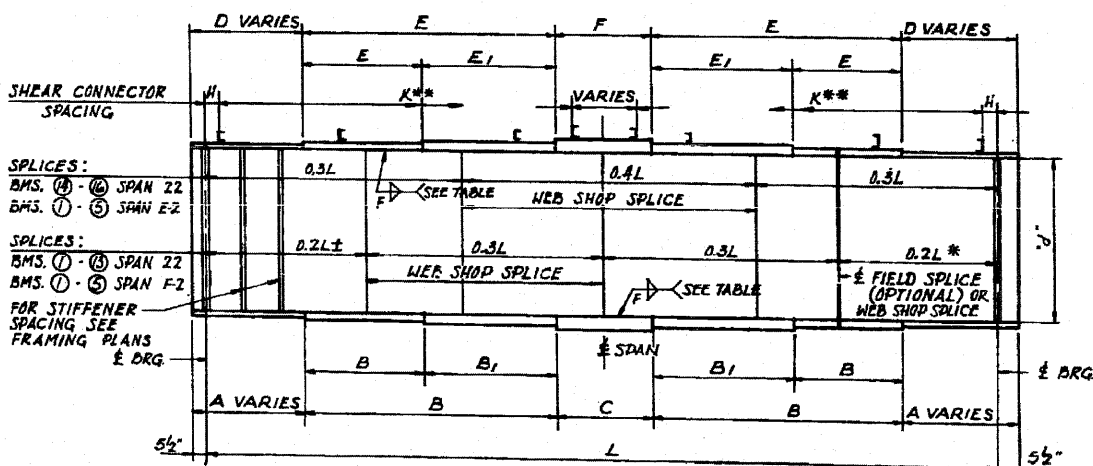 D VARIES E F E D VARIES
E E₁ E₁ E
SHEAR CONNECTOR
SPACING
H K** VARIES K** H
SPLICES:
BMS. 14 - 16 SPAN 22
BMS. 1 - 5 SPAN E-2
0.3L 0.4L 0.3L
F SEE TABLE
WEB SHOP SPLICE
"d"
SPLICES:
BMS. 1 - 13 SPAN 22
BMS. 1 - 5 SPAN F-2
0.2L± 0.3L 0.3L 0.2L *
WEB SHOP SPLICE
F SEE TABLE
℄ FIELD SPLICE
(OPTIONAL) OR
WEB SHOP SPLICE
FOR STIFFENER
SPACING SEE
FRAMING PLANS
℄ BRG. ℄ SPAN ℄ BRG.
B B₁ B₁ B
A VARIES B C B A VARIES
5½" L 5½"